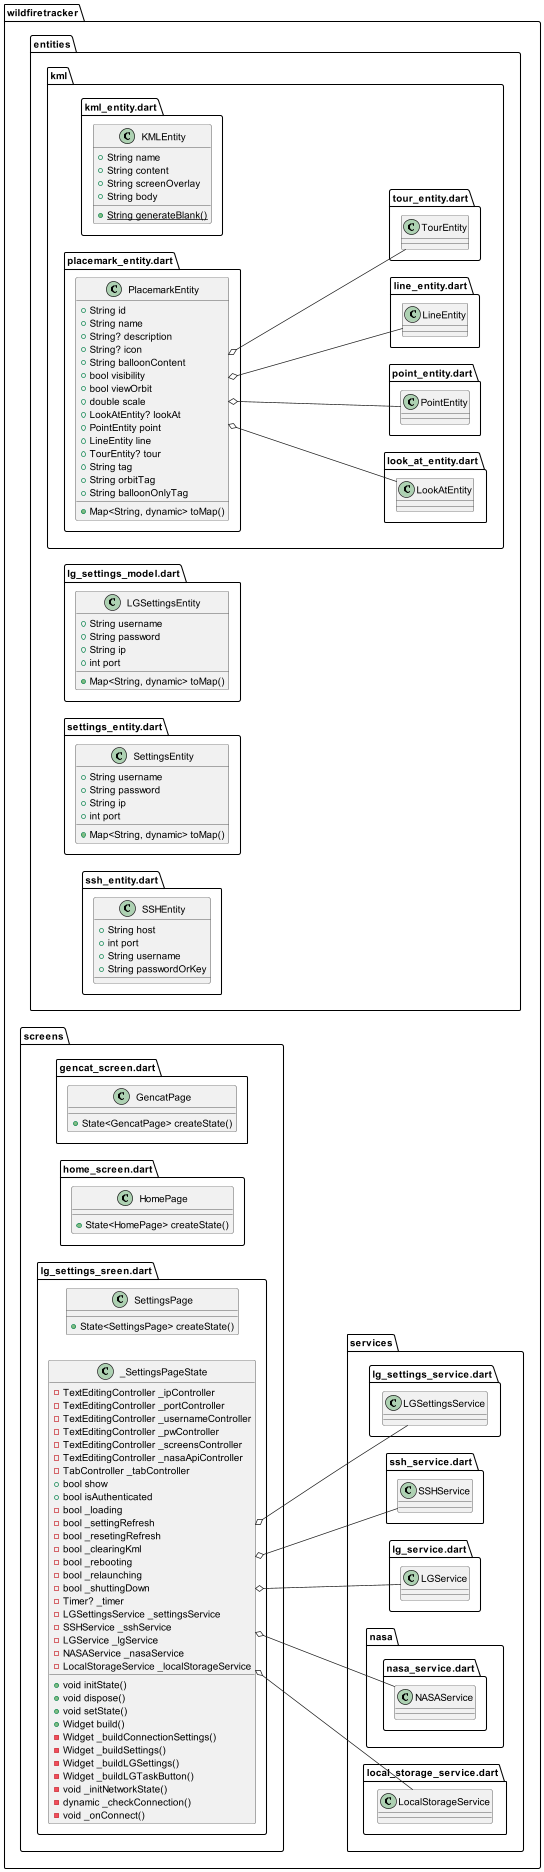 wildfiretracker
entities
kml
kml_entity.dart
C KMLEntity
String name
String content
String screenOverlay
String body
String generateBlank()
tour_entity.dart
C TourEntity
placemark_entity.dart
C PlacemarkEntity
String id
String name
String? description
String? icon
String balloonContent
bool visibility
bool viewOrbit
double scale
LookAtEntity? lookAt
PointEntity point
LineEntity line
TourEntity? tour
String tag
String orbitTag
String balloonOnlyTag
Map<String, dynamic> toMap()
line_entity.dart
C LineEntity
point_entity.dart
C PointEntity
look_at_entity.dart
C LookAtEntity
lg_settings_model.dart
C LGSettingsEntity
String username
String password
String ip
int port
Map<String, dynamic> toMap()
settings_entity.dart
C SettingsEntity
String username
String password
String ip
int port
Map<String, dynamic> toMap()
ssh_entity.dart
C SSHEntity
String host
int port
String username
String passwordOrKey
screens
gencat_screen.dart
C GencatPage
State<GencatPage> createState()
home_screen.dart
C HomePage
State<HomePage> createState()
lg_settings_sreen.dart
C SettingsPage
State<SettingsPage> createState()
C _SettingsPageState
TextEditingController _ipController
TextEditingController _portController
TextEditingController _usernameController
TextEditingController _pwController
TextEditingController _screensController
TextEditingController _nasaApiController
TabController _tabController
bool show
bool isAuthenticated
bool _loading
bool _settingRefresh
bool _resetingRefresh
bool _clearingKml
bool _rebooting
bool _relaunching
bool _shuttingDown
Timer? _timer
LGSettingsService _settingsService
SSHService _sshService
LGService _lgService
NASAService _nasaService
LocalStorageService _localStorageService
void initState()
void dispose()
void setState()
Widget build()
Widget _buildConnectionSettings()
Widget _buildSettings()
Widget _buildLGSettings()
Widget _buildLGTaskButton()
void _initNetworkState()
dynamic _checkConnection()
void _onConnect()
services
lg_settings_service.dart
C LGSettingsService
ssh_service.dart
C SSHService
lg_service.dart
C LGService
nasa
nasa_service.dart
C NASAService
local_storage_service.dart
C LocalStorageService